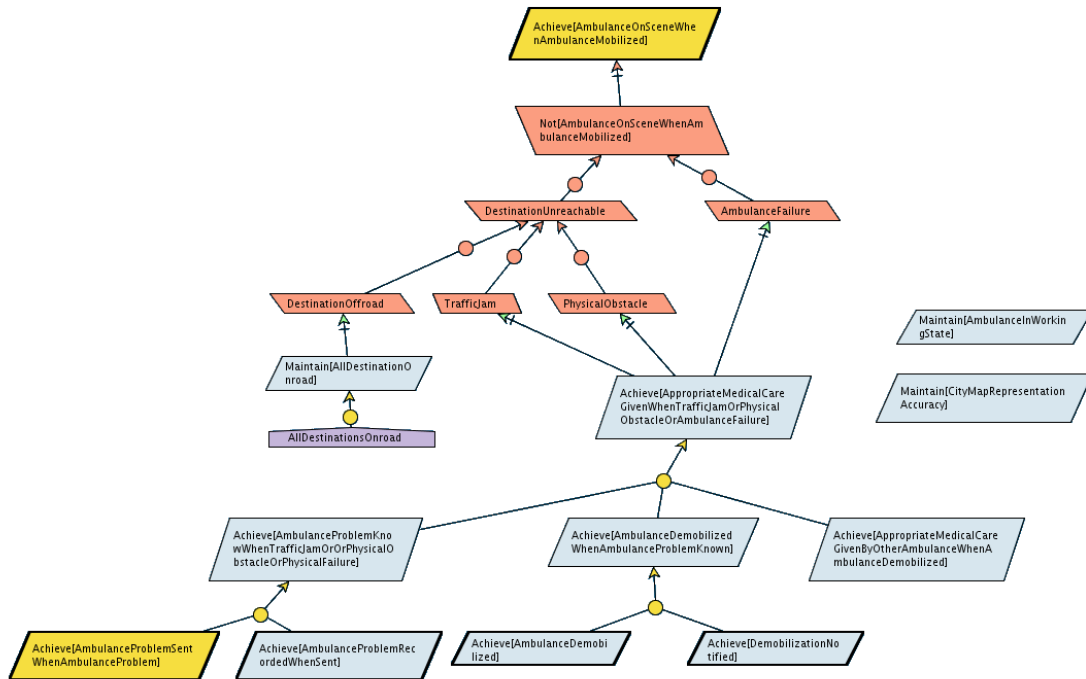 Achieve[AmbulanceOnSceneWhe
nAmbulanceMobilized]
Not[AmbulanceOnSceneWhenAm
bulanceMobilized]
DestinationUnreachable
AmbulanceFailure
DestinationOffroad
TrafficJam
PhysicalObstacle
Maintain[AmbulanceInWorkin
gState]
Maintain[AllDestinationO
nroad]
Achieve[AppropriateMedicalCare
GivenWhenTrafficJamOrPhysical
ObstacleOrAmbulanceFailure]
Maintain[CityMapRepresentation
Accuracy]
AllDestinationsOnroad
Achieve[AmbulanceProblemKno
wWhenTrafficJamOrOrPhysicalO
bstacleOrPhysicalFailure]
Achieve[AmbulanceDemobilized
WhenAmbulanceProblemKnown]
Achieve[AppropriateMedicalCare
GivenByOtherAmbulanceWhenA
mbulanceDemobilized]
Achieve[AmbulanceProblemSent
WhenAmbulanceProblem]
Achieve[AmbulanceProblemRec
ordedWhenSent]
Achieve[AmbulanceDemobi
lized]
Achieve[DemobilizationNo
tified]